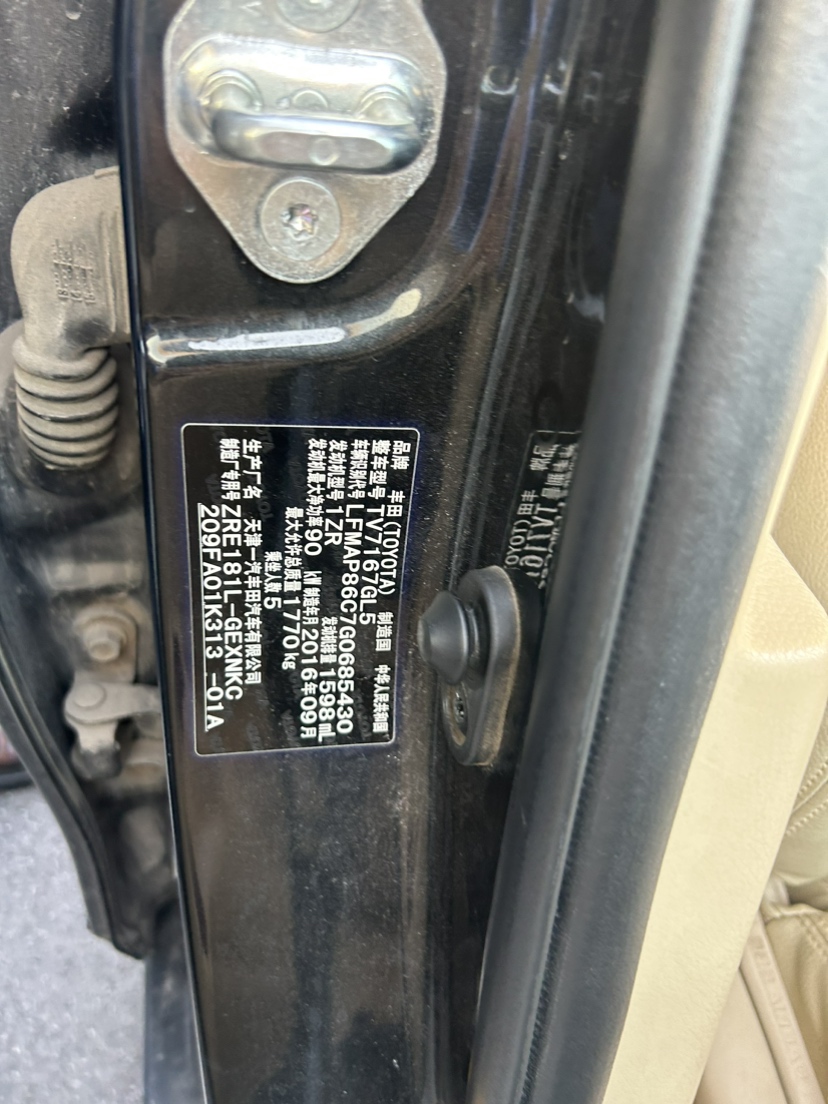 品牌 丰田(TOYOTA) 制造国 中华人民共和国
整车型号 TV7167GL5
车辆识别代号 LFMAP86C7G0685430
发动机型号 1ZR 发动机排量 1598mL
发动机最大净功率 90 kW 制造年月 2016年09月
最大允许总质量 1770kg
乘坐人数 5
生产厂名 天津一汽丰田汽车有限公司
制造厂专用号 ZRE181L-GEXNKC
209FA01K313 -01A